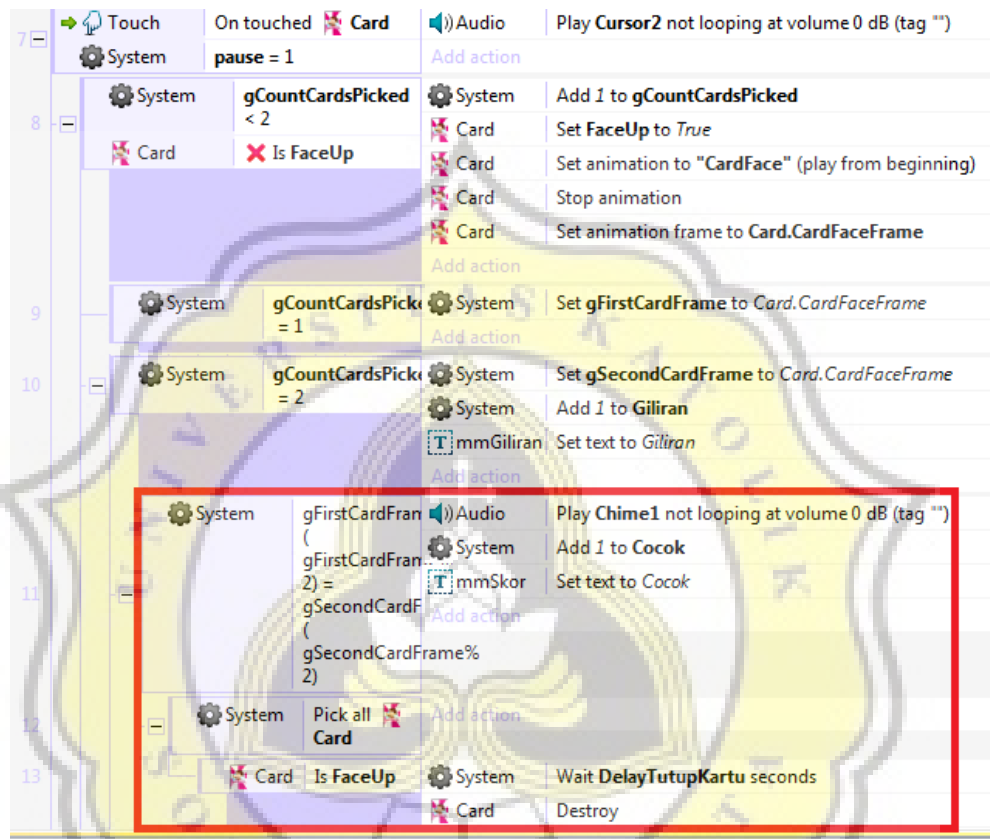 7 Touch On touched Card Audio Play Cursor2 not looping at volume 0 dB (tag "")
System pause = 1 Add action
8 System gCountCardsPicked System Add 1 to gCountCardsPicked
< 2 Card Set FaceUp to True
Card Is FaceUp Card Set animation to "CardFace" (play from beginning)
Card Stop animation
Card Set animation frame to Card.CardFaceFrame
Add action
9 System gCountCardsPicke System Set gFirstCardFrame to Card.CardFaceFrame
= 1 Add action
10 System gCountCardsPicke System Set gSecondCardFrame to Card.CardFaceFrame
= 2 System Add 1 to Giliran
T mmGiliran Set text to Giliran
Add action
System gFirstCardFran Audio Play Chime1 not looping at volume 0 dB (tag "")
( System Add 1 to Cocok
gFirstCardFran
T mmSkor Set text to Cocok
2) =
11 gSecondCardF Add action
(
gSecondCardFrame%
2)
12 System Pick all Add action
Card
13 Card Is FaceUp System Wait DelayTutupKartu seconds
Card Destroy